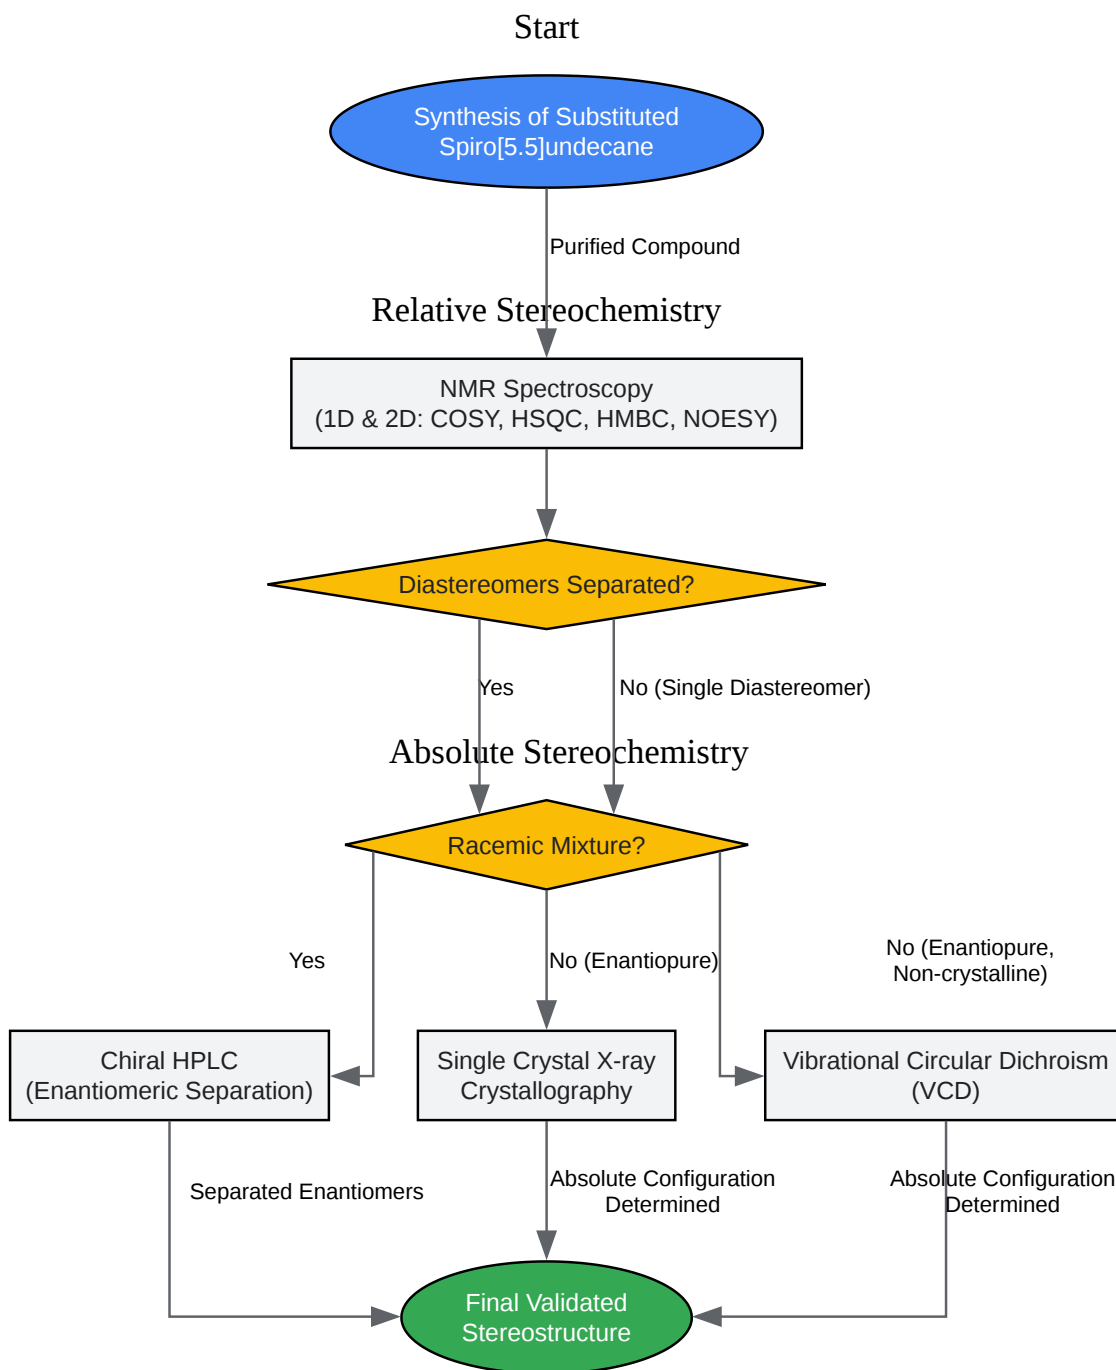 Start
Synthesis of Substituted
Spiro[5.5]undecane
Purified Compound
Relative Stereochemistry
NMR Spectroscopy
(1D & 2D: COSY, HSQC, HMBC, NOESY)
Diastereomers Separated?
Yes
No (Single Diastereomer)
Absolute Stereochemistry
Racemic Mixture?
Yes
No (Enantiopure)
No (Enantiopure,
Non-crystalline)
Chiral HPLC
(Enantiomeric Separation)
Single Crystal X-ray
Crystallography
Vibrational Circular Dichroism
(VCD)
Separated Enantiomers
Absolute Configuration
Determined
Absolute Configuration
Determined
Final Validated
Stereostructure